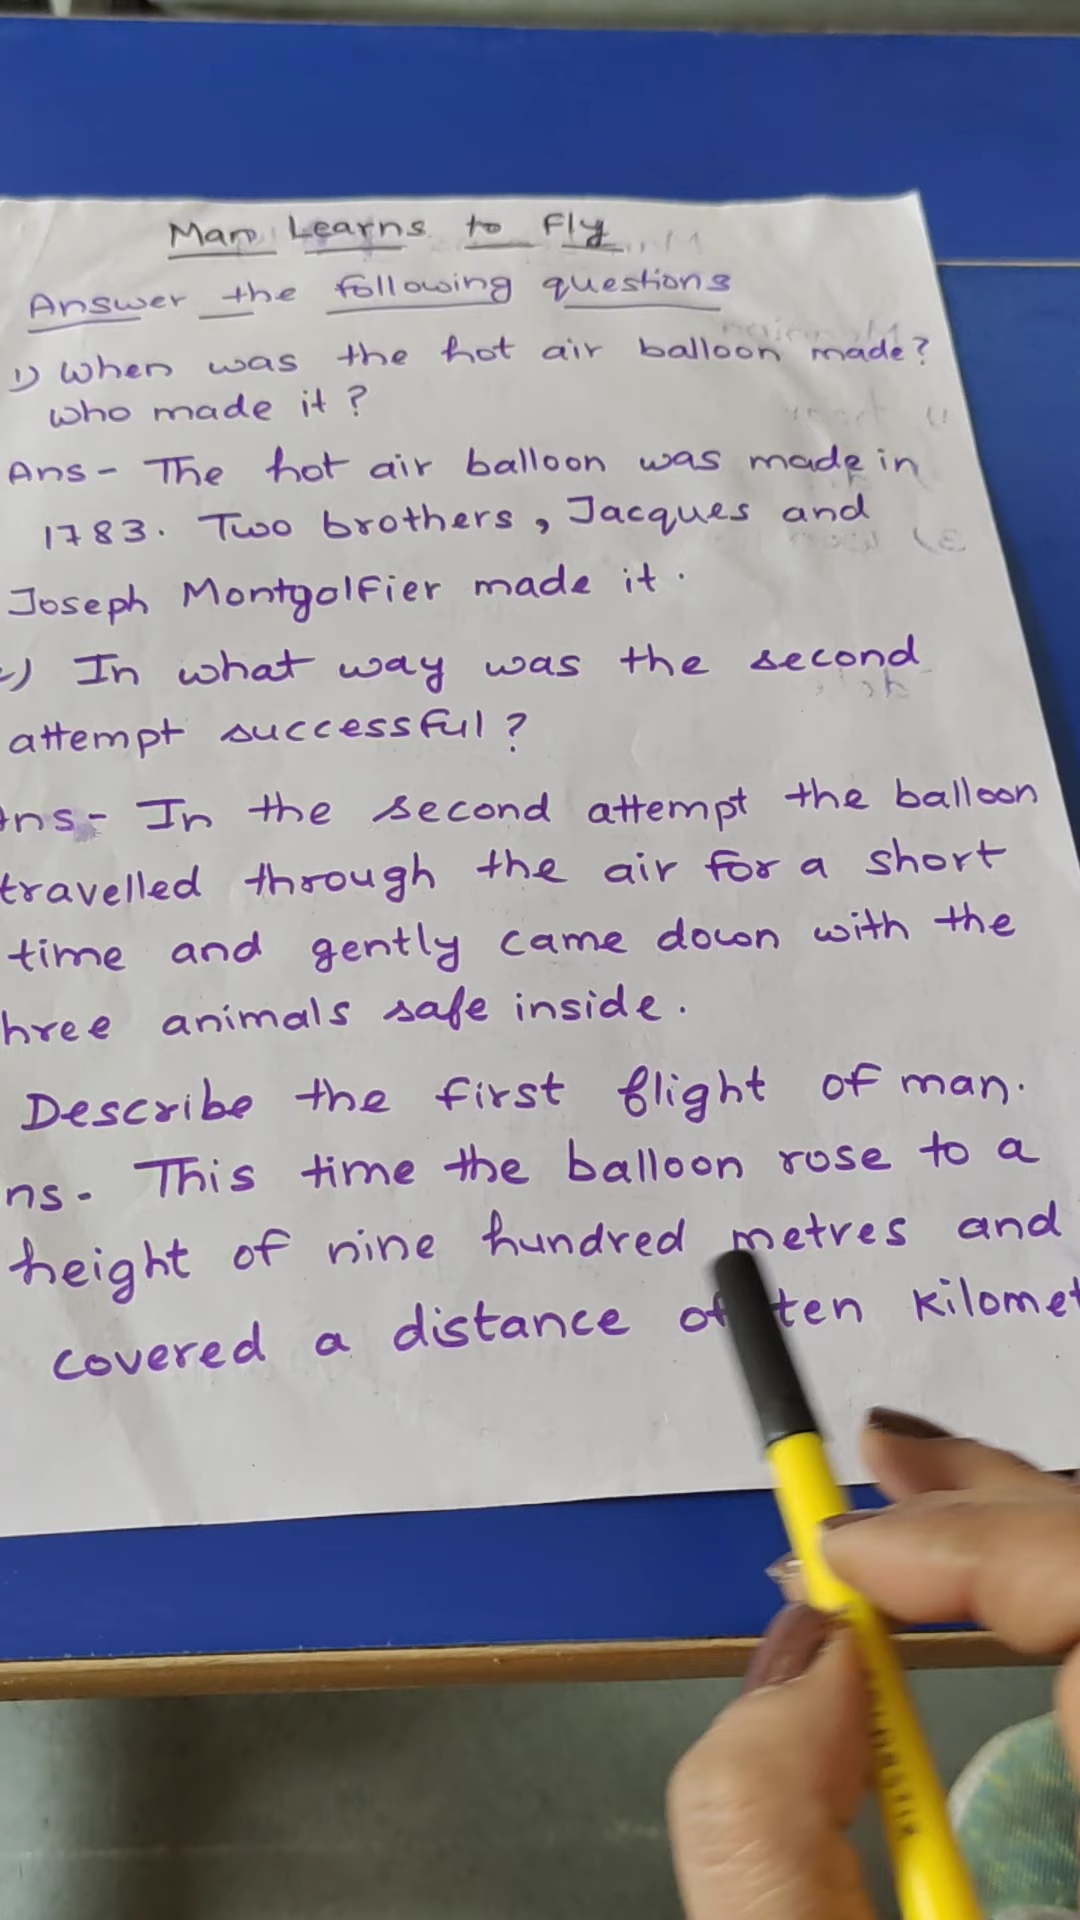 Man Learns to Fly
Answer the following questions
1) When was the hot air balloon made?
who made it?
Ans - The hot air balloon was made in
1783. Two brothers, Jacques and
Joseph Montgolfier made it.
) In what way was the second
attempt successful?
Ans - In the second attempt the balloon
travelled through the air for a short
time and gently came down with the
hree animals safe inside.
Describe the first flight of man.
ns. This time the balloon rose to a
height of nine hundred metres and
covered a distance of ten kilomet